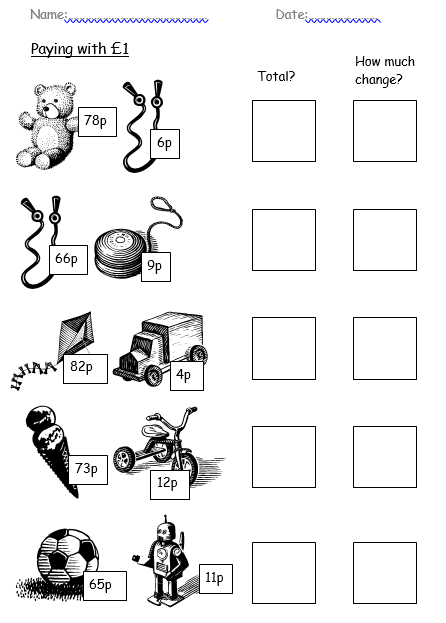 Name:
Date:
Paying with £1
Total?
How much
change?
78p
6p
66p
9p
82p
4p
73p
12p
65p
11p